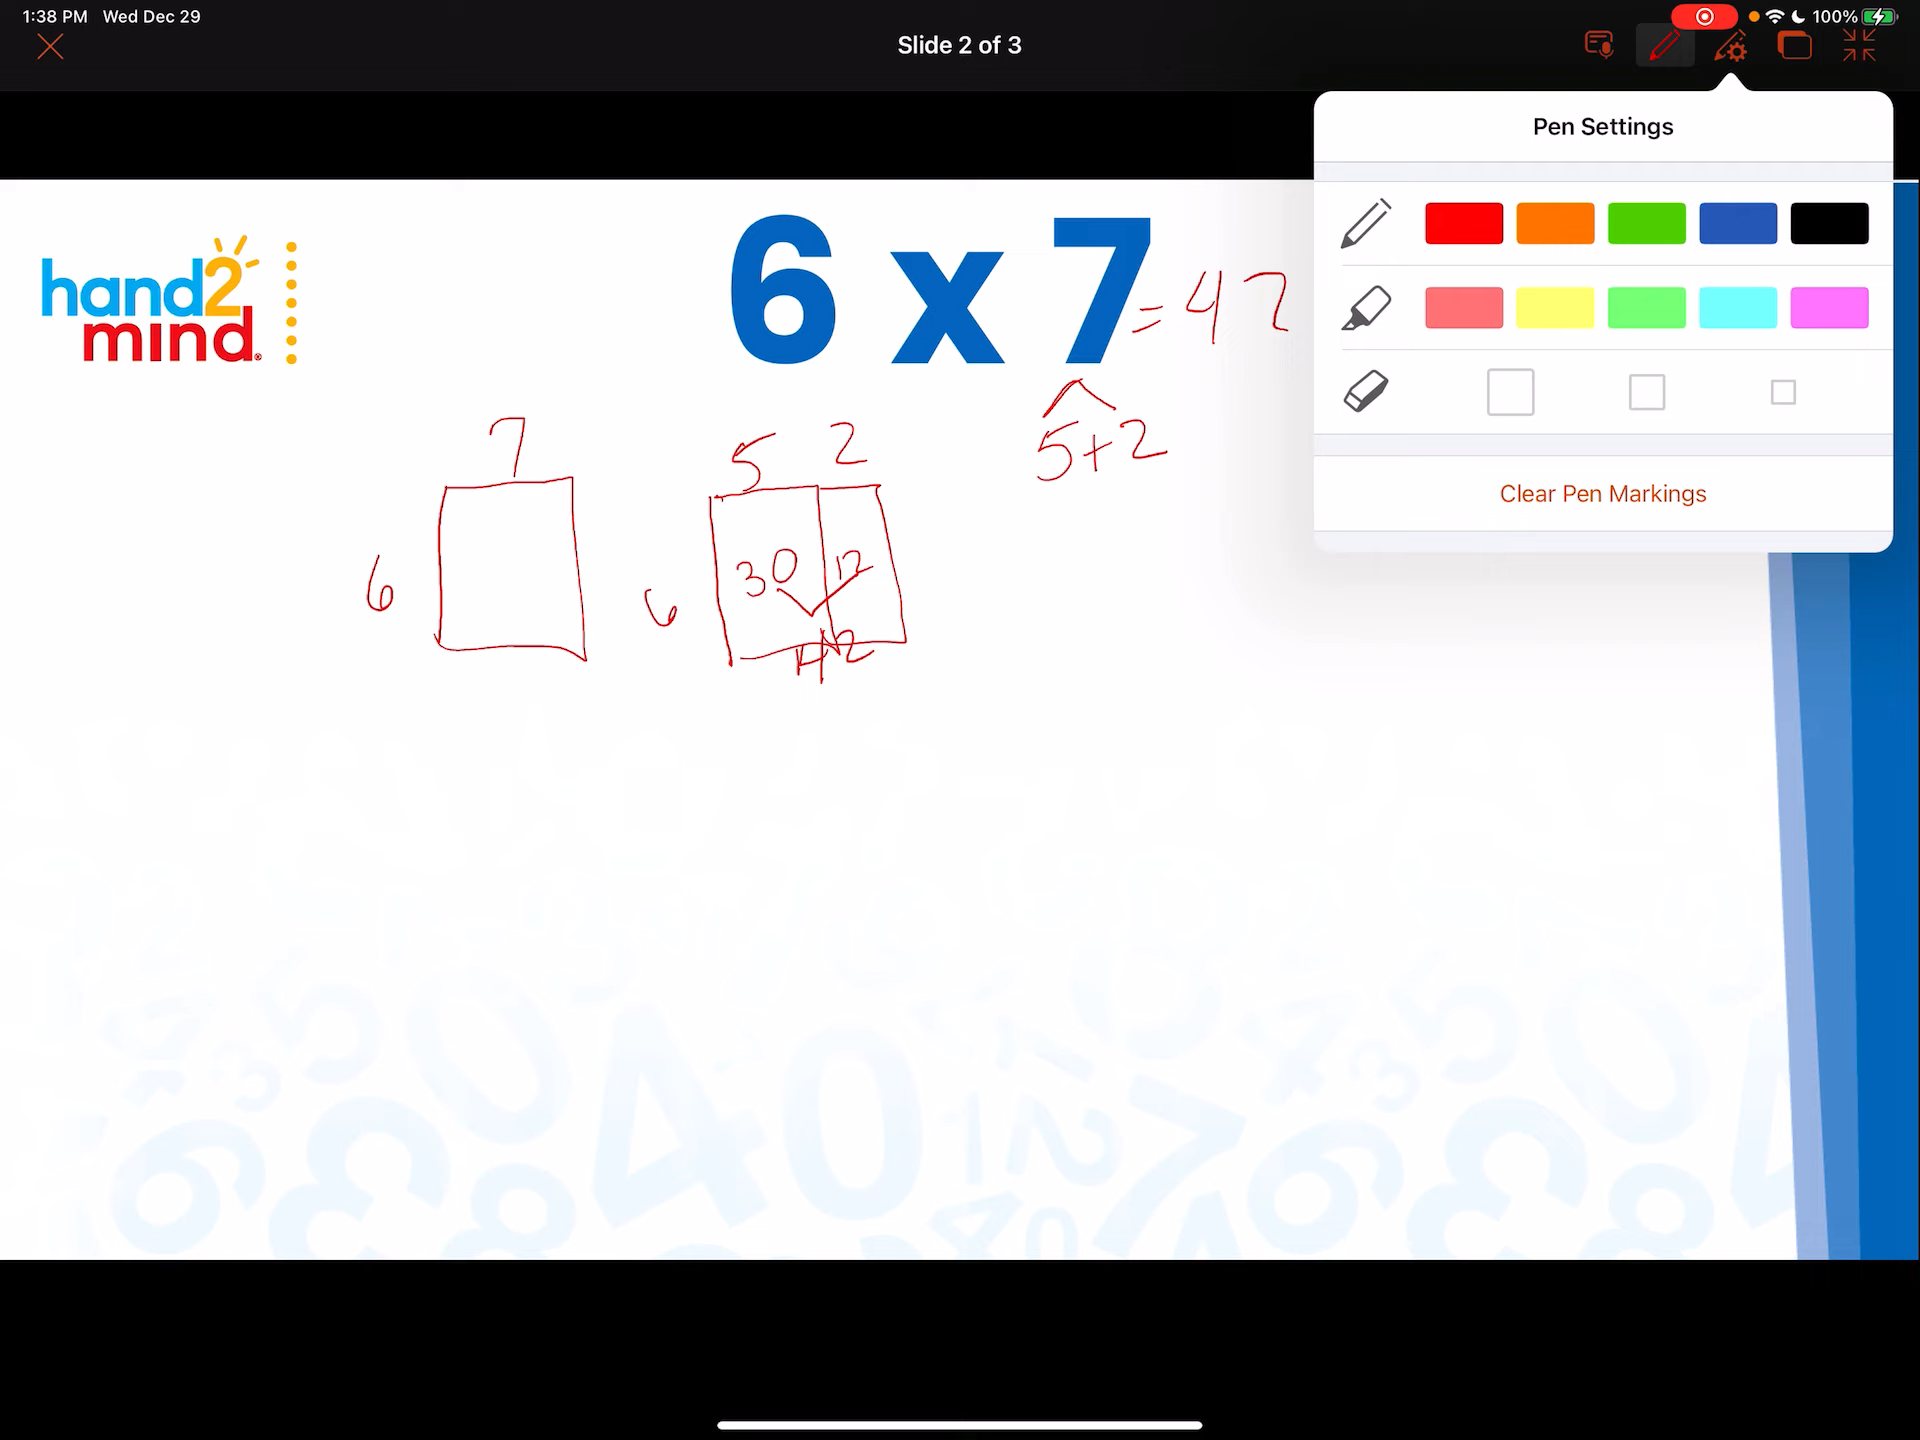 1:38 PM Wed Dec 29
100%
Slide 2 of 3
Pen Settings
Clear Pen Markings
hand2
mind
6 x 7 = 42
5+2
7
6
5 2
6
30 12
42